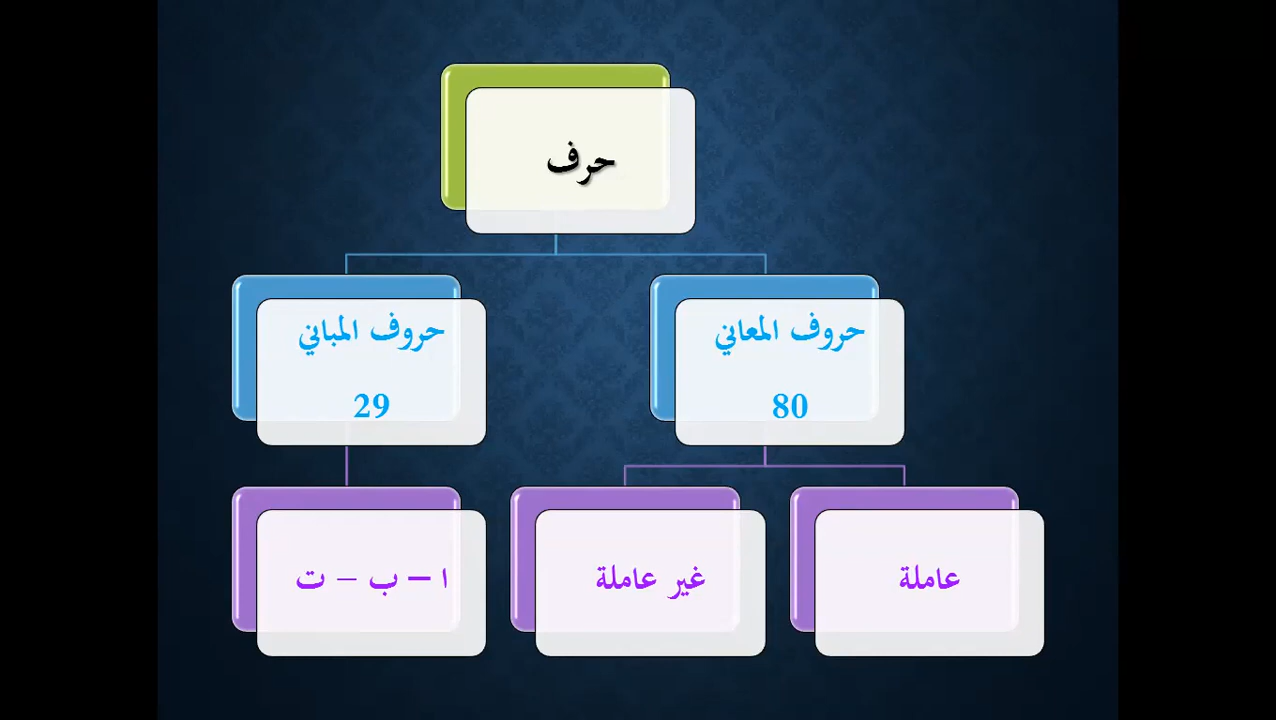 حرف
حروف المعاني
80
حروف المباني
29
عاملة
غير عاملة
ا – ب – ت